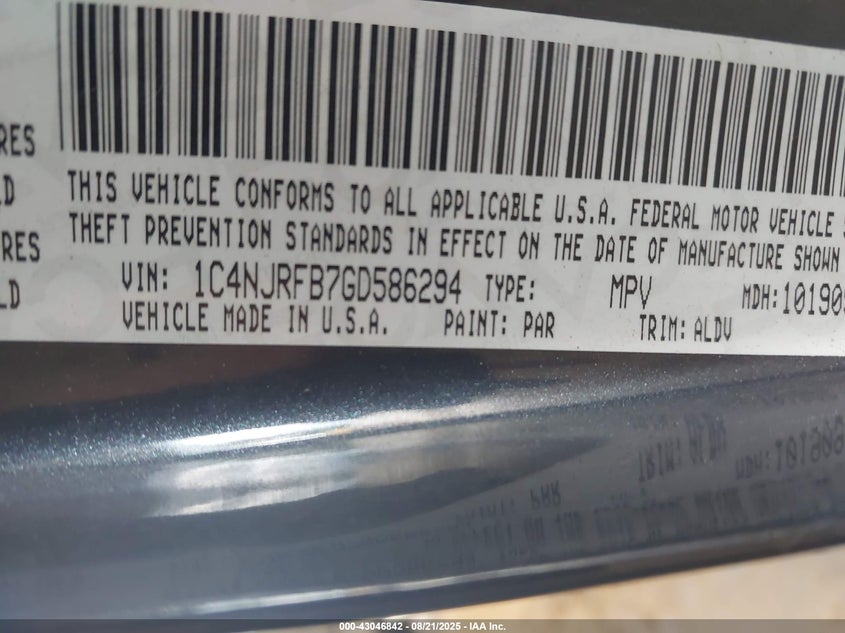 RES
LD
THIS VEHICLE CONFORMS TO ALL APPLICABLE U.S.A. FEDERAL MOTOR VEHICLE
THEFT PREVENTION STANDARDS IN EFFECT ON THE DATE OF MANUFACTURE SHOWN
RES
VIN: 1C4NJRFB7GD586294 TYPE: MPV MDH: 10190
LD
VEHICLE MADE IN U.S.A. PAINT: PAR TRIM: ALDV
000-43046842 - 08/21/2025 - IAA Inc.